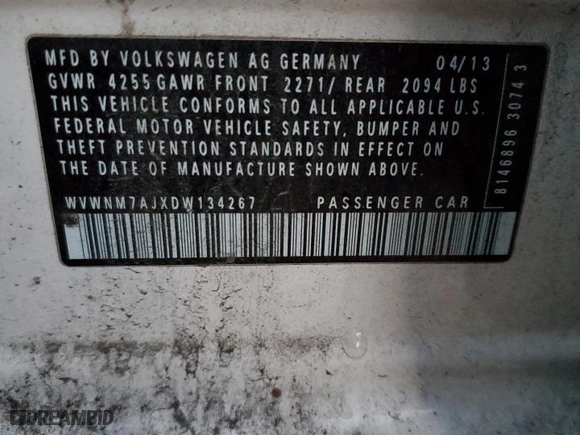 MFD BY VOLKSWAGEN AG GERMANY 04/13
GVWR 4255 GAWR FRONT 2271/ REAR 2094 LBS
THIS VEHICLE CONFORMS TO ALL APPLICABLE U.S.
FEDERAL MOTOR VEHICLE SAFETY, BUMPER AND
THEFT PREVENTION STANDARDS IN EFFECT ON
THE DATE OF MANUFACTURE SHOWN ABOVE.
WVWNM7AJXDW134267 PASSENGER CAR
8146896 3074 3
DREAMBID